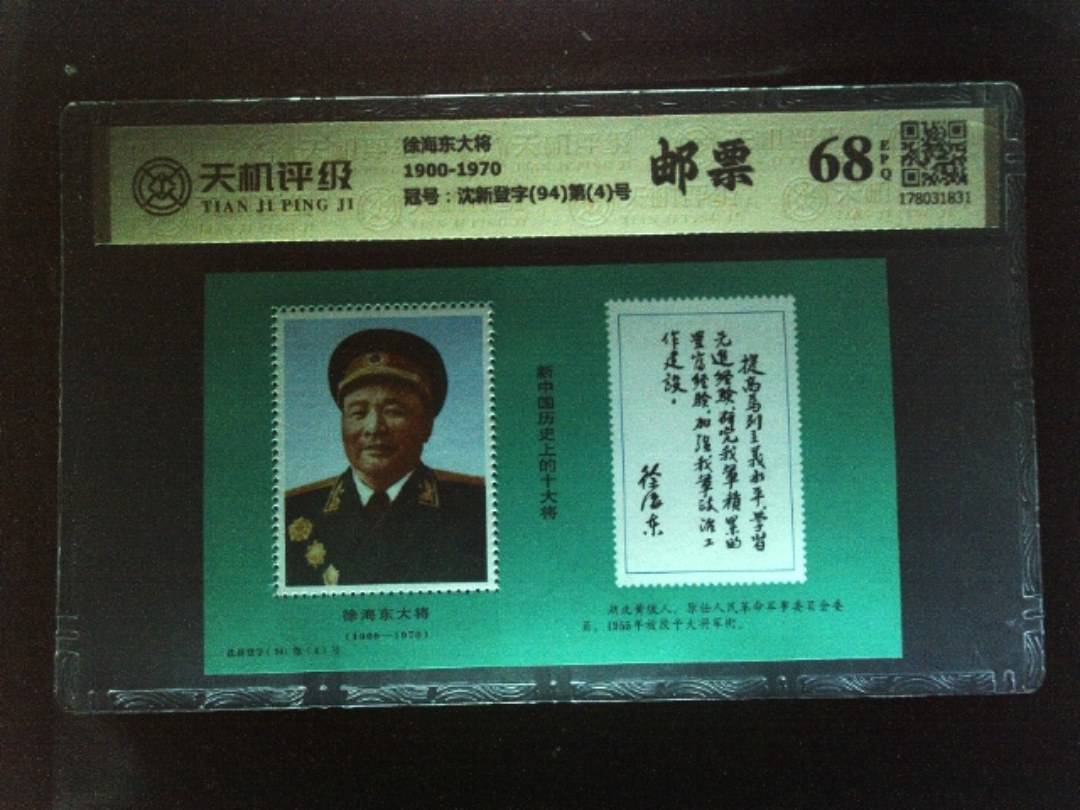 天机评级
TIAN JI PING JI
徐海东大将
1900-1970
冠号：沈新登字(94)第(4)号
邮票
68
EPQ
178031831
新中国历史上的十大将
提高马列主义水平，学习
先进经验，研究我军积累的
丰富经验，加强我军政治工
作建设。
徐海东
徐海东大将
(1900—1970)
沈新登字(94)第(4)号
湖北黄陂人，原任人民革命军事委员会委
员，1955年被授予大将军衔。